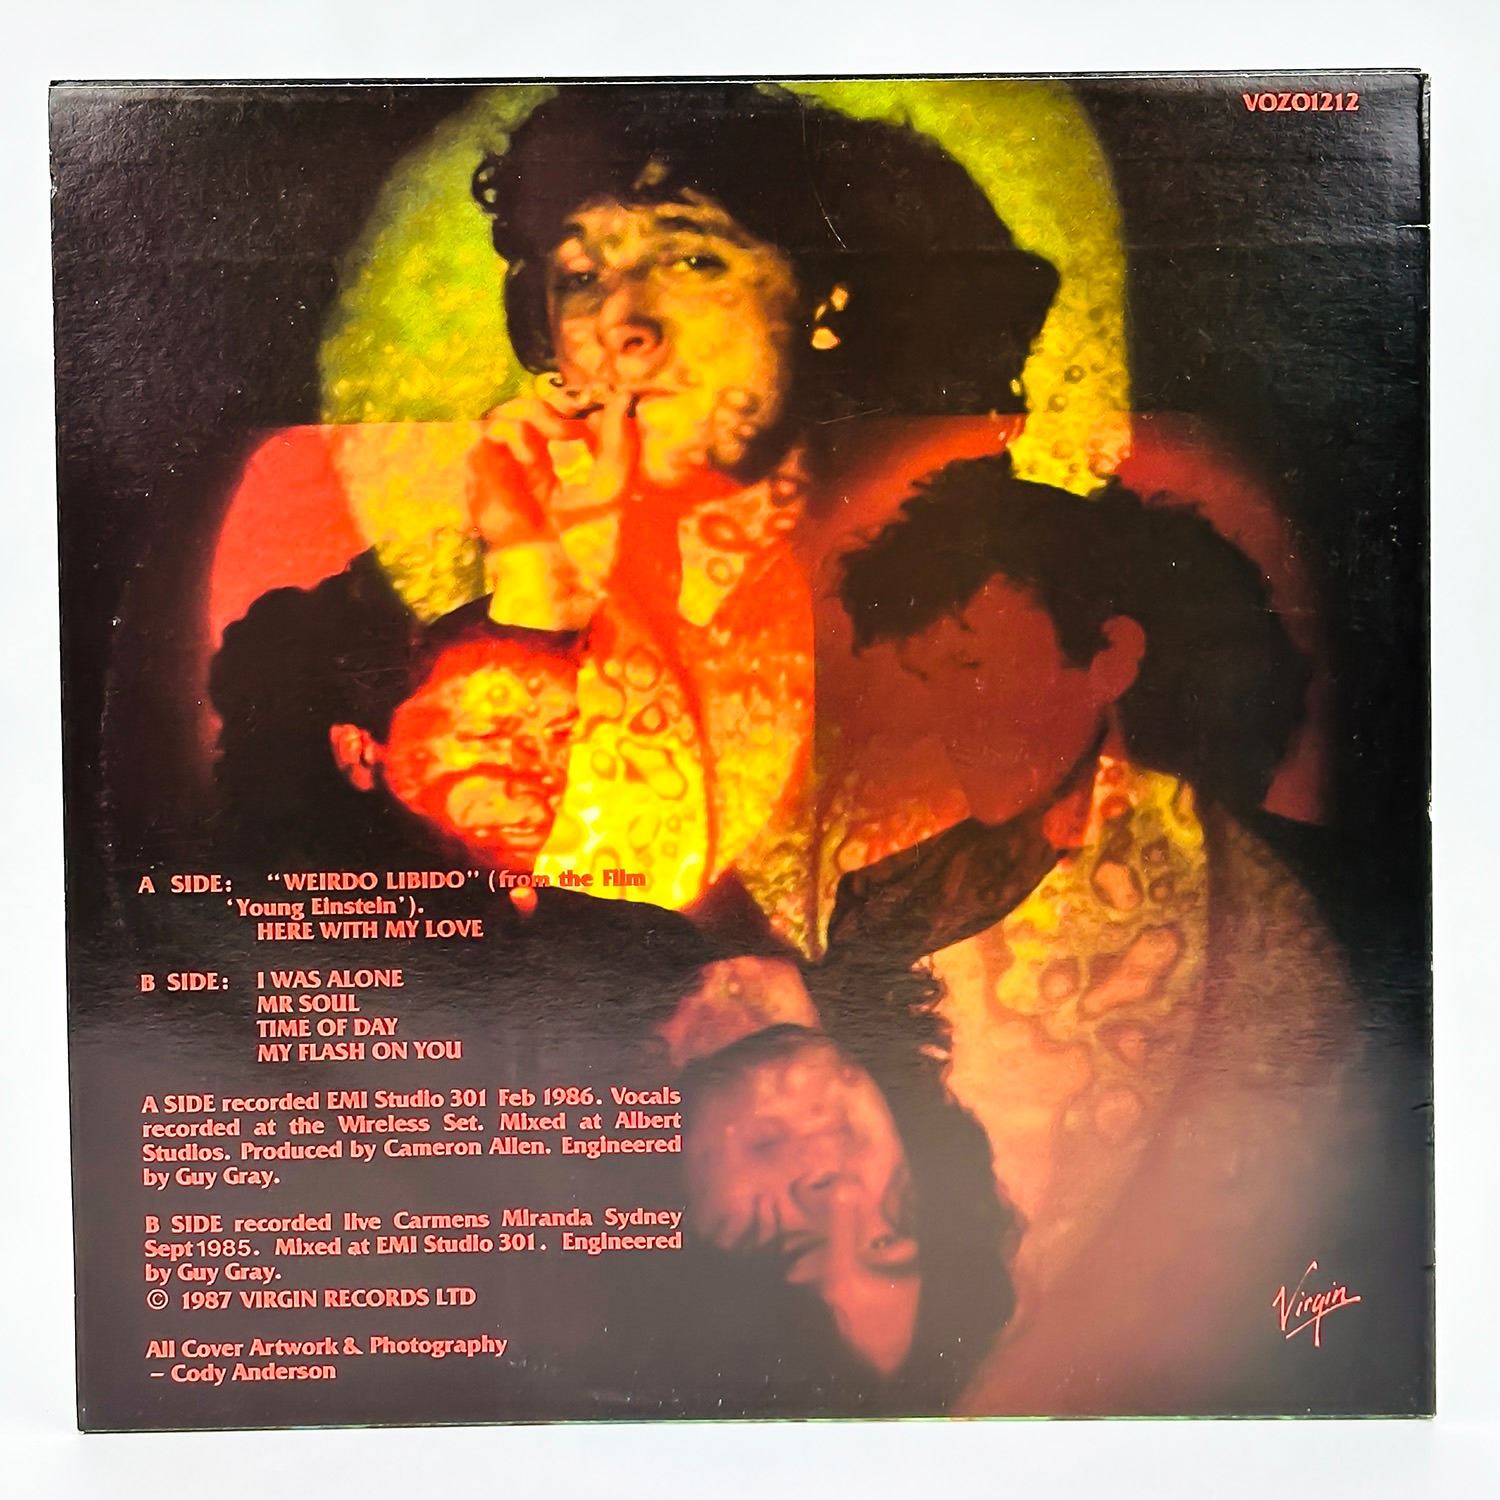 VOZO1212
A SIDE: "WEIRDO LIBIDO" (from the Film
'Young Einstein').
HERE WITH MY LOVE
B SIDE: I WAS ALONE
MR SOUL
TIME OF DAY
MY FLASH ON YOU
A SIDE recorded EMI Studio 301 Feb 1986. Vocals
recorded at the Wireless Set. Mixed at Albert
Studios. Produced by Cameron Allen. Engineered
by Guy Gray.
B SIDE recorded live Carmens Miranda Sydney
Sept 1985. Mixed at EMI Studio 301. Engineered
by Guy Gray.
© 1987 VIRGIN RECORDS LTD
All Cover Artwork & Photography
– Cody Anderson
Virgin